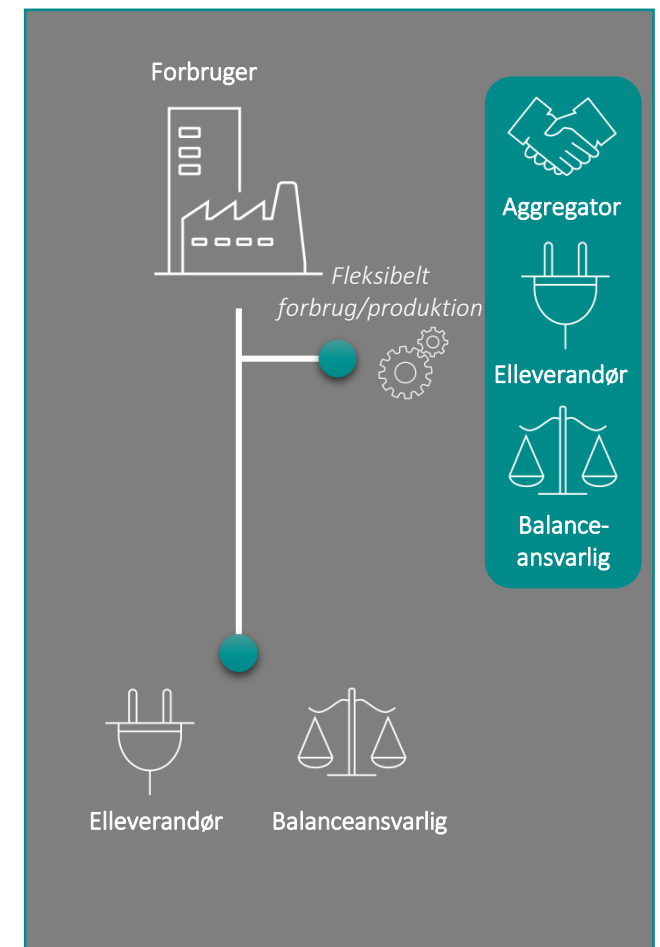 Forbruger
Aggregator
Fleksibelt
forbrug/produktion
Elleverandør
Balance-
ansvarlig
Elleverandør
Balanceansvarlig